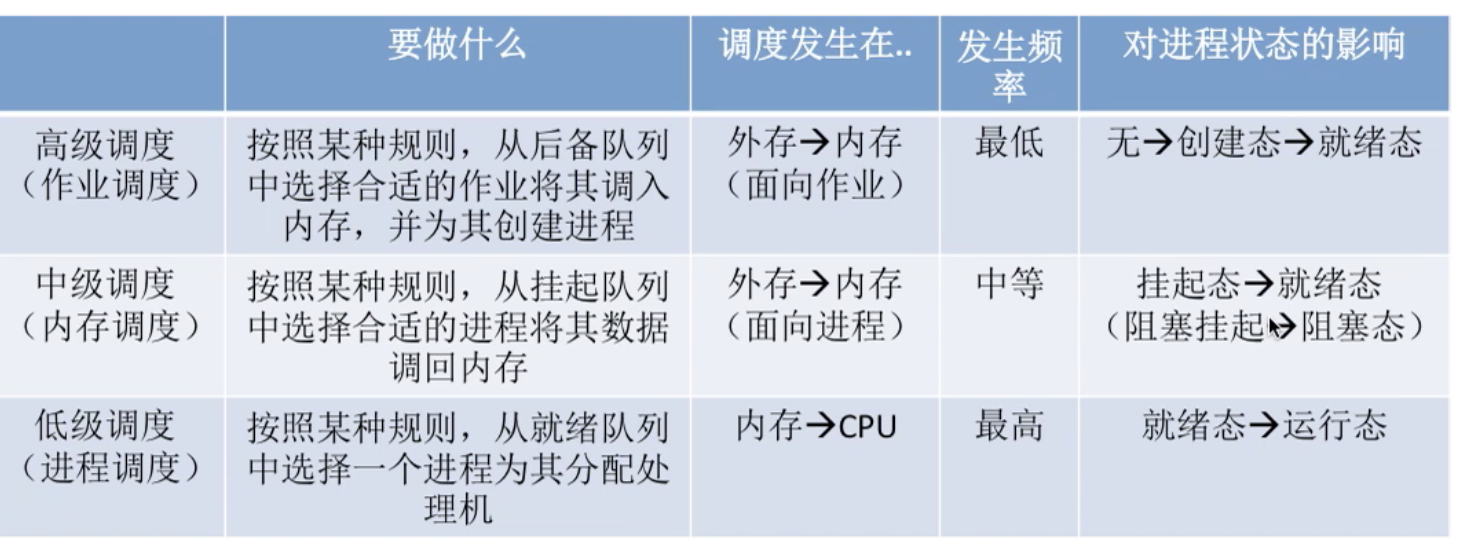 要做什么
调度发生在..
发生频
率
对进程状态的影响
高级调度
（作业调度）
按照某种规则，从后备队列
中选择合适的作业将其调入
内存，并为其创建进程
外存→内存
（面向作业）
最低
无→创建态→就绪态
中级调度
（内存调度）
按照某种规则，从挂起队列
中选择合适的进程将其数据
调回内存
外存→内存
（面向进程）
中等
挂起态→就绪态
（阻塞挂起→阻塞态）
低级调度
（进程调度）
按照某种规则，从就绪队列
中选择一个进程为其分配处
理机
内存→CPU
最高
就绪态→运行态